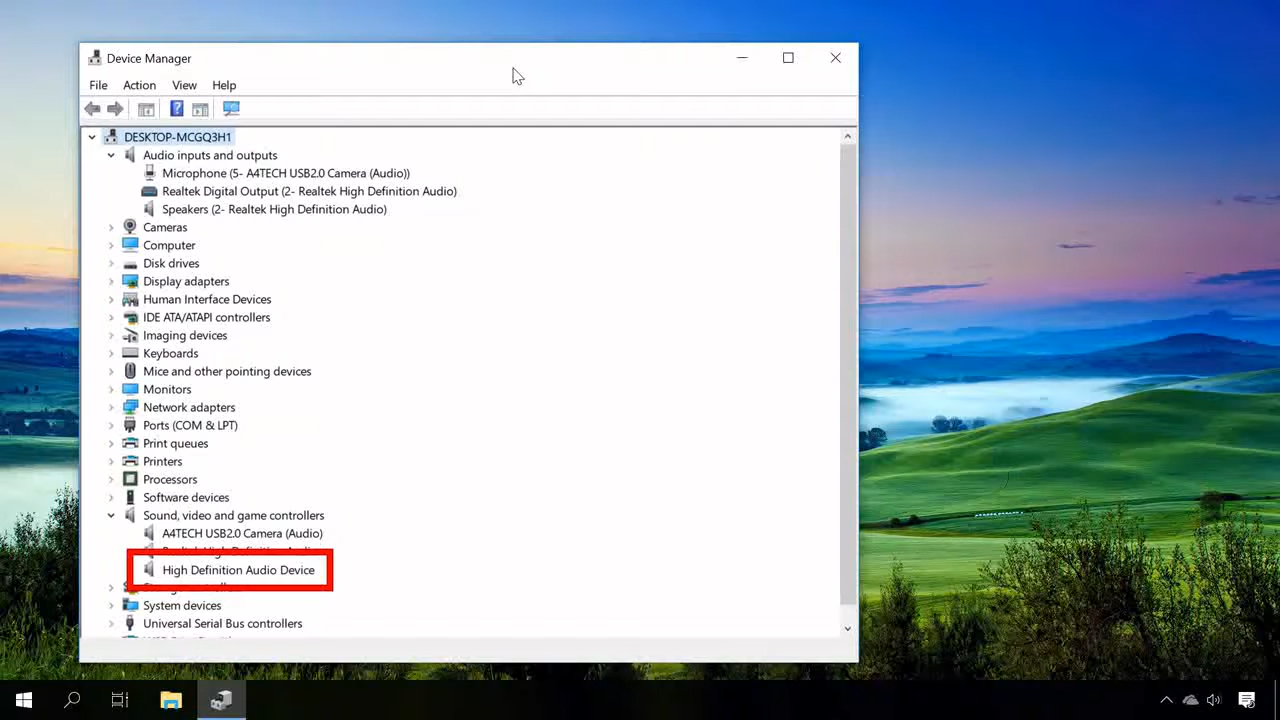 Device Manager
File Action View Help
DESKTOP-MCGQ3H1
Audio inputs and outputs
Microphone (5- A4TECH USB2.0 Camera (Audio))
Realtek Digital Output (2- Realtek High Definition Audio)
Speakers (2- Realtek High Definition Audio)
Cameras
Computer
Disk drives
Display adapters
Human Interface Devices
IDE ATA/ATAPI controllers
Imaging devices
Keyboards
Mice and other pointing devices
Monitors
Network adapters
Ports (COM & LPT)
Print queues
Printers
Processors
Software devices
Sound, video and game controllers
A4TECH USB2.0 Camera (Audio)
High Definition Audio Device
System devices
Universal Serial Bus controllers